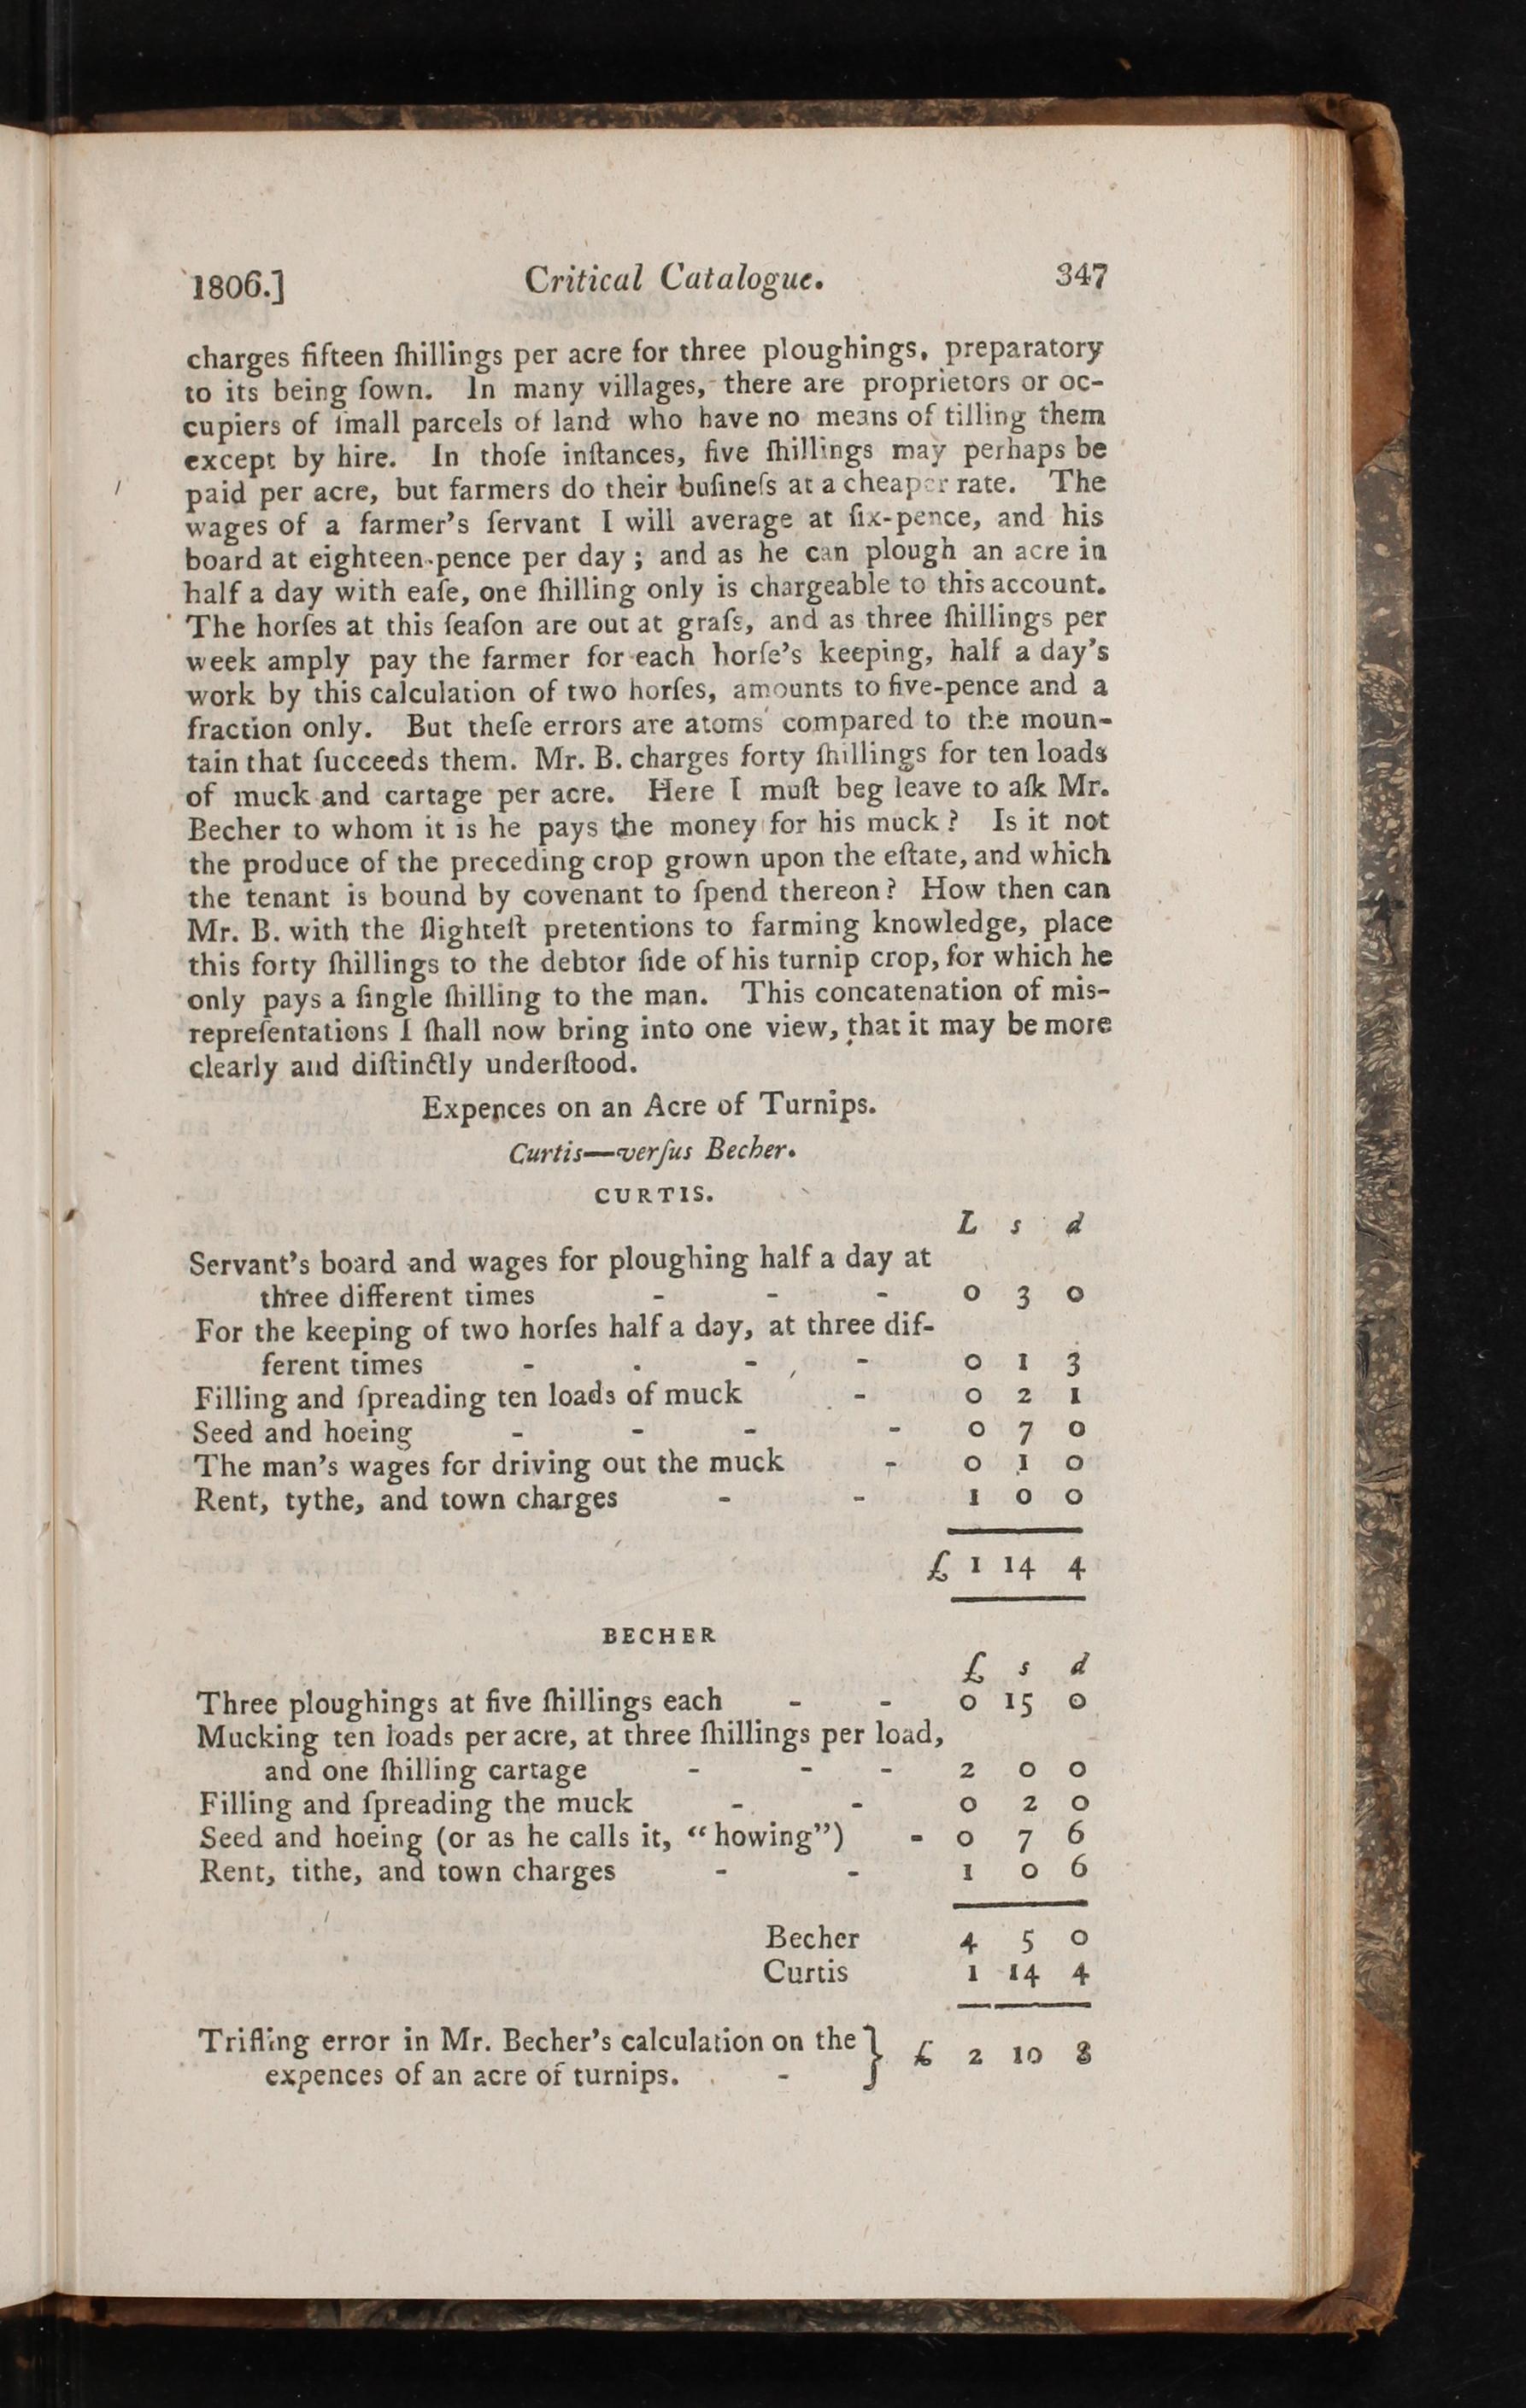 1806.] Critical Catalogue. 347
charges fifteen ſhillings per acre for three ploughings, preparatory
to its being ſown. In many villages, there are proprietors or oc-
cupiers of ſmall parcels of land who have no means of tilling them
except by hire. In thoſe inſtances, five ſhillings may perhaps be
paid per acre, but farmers do their buſineſs at a cheaper rate. The
wages of a farmer's ſervant I will average at ſix-pence, and his
board at eighteen-pence per day; and as he can plough an acre in
half a day with eaſe, one ſhilling only is chargeable to this account.
The horſes at this ſeaſon are out at graſs, and as three ſhillings per
week amply pay the farmer for each horſe's keeping, half a day's
work by this calculation of two horſes, amounts to five-pence and a
fraction only. But theſe errors are atoms compared to the moun-
tain that ſucceeds them. Mr. B. charges forty ſhillings for ten loads
of muck and cartage per acre. Here I muſt beg leave to aſk Mr.
Becher to whom it is he pays the money for his muck? Is it not
the produce of the preceding crop grown upon the eſtate, and which
the tenant is bound by covenant to ſpend thereon? How then can
Mr. B. with the ſlighteſt pretentions to farming knowledge, place
this forty ſhillings to the debtor ſide of his turnip crop, for which he
only pays a ſingle ſhilling to the man. This concatenation of miſ-
repreſentations I ſhall now bring into one view, that it may be more
clearly and diſtinctly underſtood.
Expences on an Acre of Turnips.
Curtis—verſus Becher.
CURTIS.
L s d
Servant's board and wages for ploughing half a day at
three different times - - - 0 3 0
For the keeping of two horſes half a day, at three dif-
ferent times - - - - 0 1 3
Filling and ſpreading ten loads of muck - 0 2 1
Seed and hoeing - - - - 0 7 0
The man's wages for driving out the muck - 0 1 0
Rent, tythe, and town charges - - 1 0 0
£ 1 14 4
BECHER
£ s d
Three ploughings at five ſhillings each - - 0 15 0
Mucking ten loads per acre, at three ſhillings per load,
and one ſhilling cartage - - - 2 0 0
Filling and ſpreading the muck - - 0 2 0
Seed and hoeing (or as he calls it, "howing") - 0 7 6
Rent, tithe, and town charges - - 1 0 6
Becher 4 5 0
Curtis 1 14 4
Trifling error in Mr. Becher's calculation on the } £ 2 10 8
expences of an acre of turnips. -